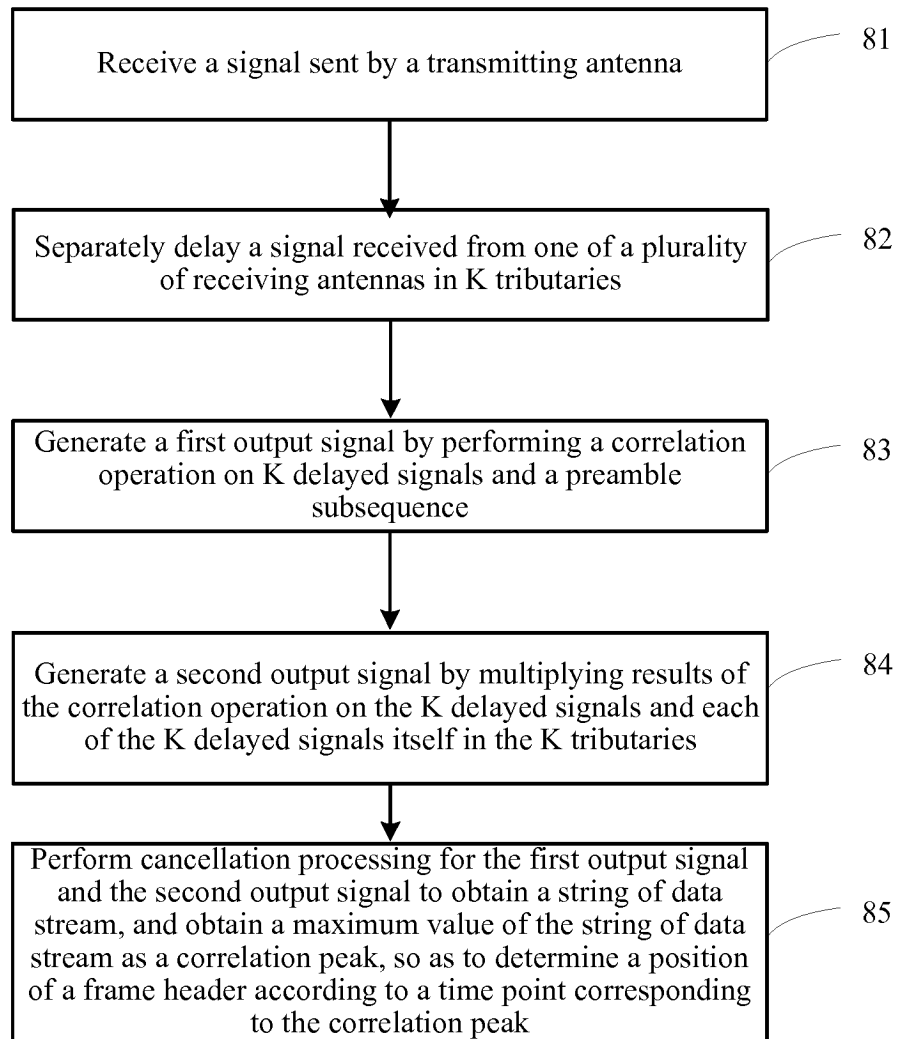 Receive a signal sent by a transmitting antenna
81
Separately delay a signal received from one of a plurality
of receiving antennas in K tributaries
82
Generate a first output signal by performing a correlation
operation on K delayed signals and a preamble
subsequence
83
Generate a second output signal by multiplying results of
the correlation operation on the K delayed signals and each
of the K delayed signals itself in the K tributaries
84
Perform cancellation processing for the first output signal
and the second output signal to obtain a string of data
stream, and obtain a maximum value of the string of data
stream as a correlation peak, so as to determine a position
of a frame header according to a time point corresponding
to the correlation peak
85